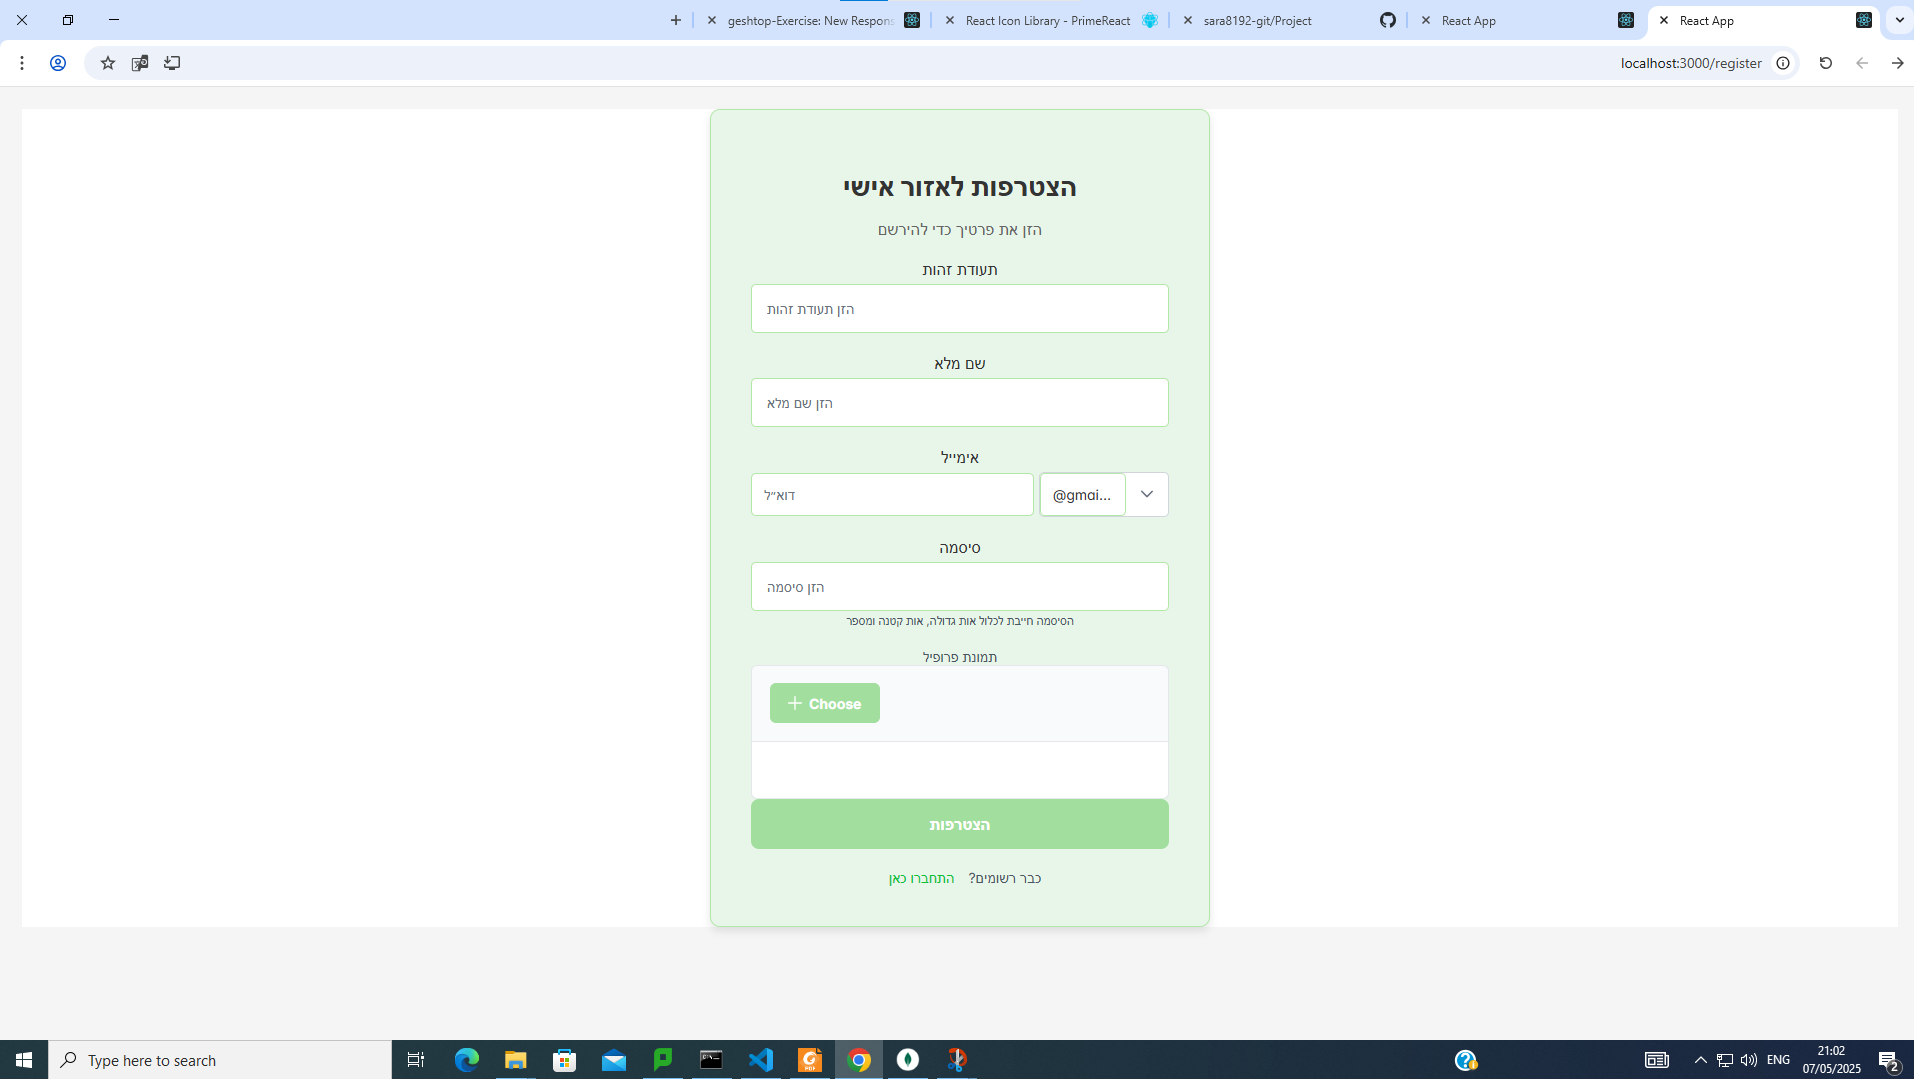 geshtop-Exercise: New Respons
React Icon Library - PrimeReact
sara8192-git/Project
React App
React App
localhost:3000/register
הצטרפות לאזור אישי
הזן את פרטיך כדי להירשם
תעודת זהות
הזן תעודת זהות
שם מלא
הזן שם מלא
אימייל
דוא״ל
@gmai...
סיסמה
הזן סיסמה
הסיסמה חייבת לכלול אות גדולה, אות קטנה ומספר
תמונת פרופיל
Choose
הצטרפות
כבר רשומים? התחברו כאן
Type here to search
ENG
21:02
07/05/2025
2